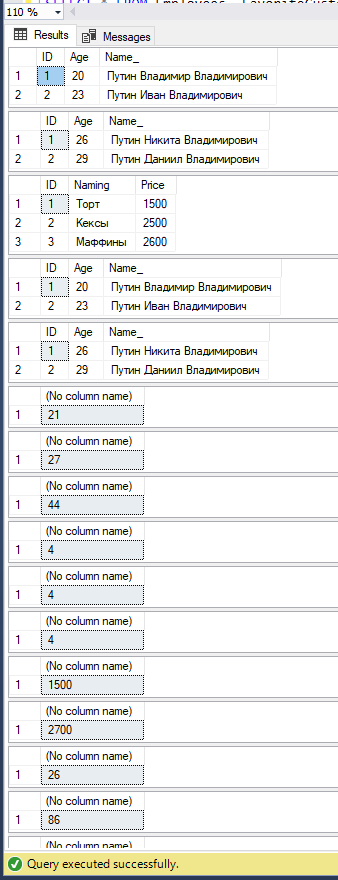 110 %
Results Messages
ID Age Name_
1 1 20 Путин Владимир Владимирович
2 2 23 Путин Иван Владимирович
ID Age Name_
1 1 26 Путин Никита Владимирович
2 2 29 Путин Даниил Владимирович
ID Naming Price
1 1 Торт 1500
2 2 Кексы 2500
3 3 Маффины 2600
ID Age Name_
1 1 20 Путин Владимир Владимирович
2 2 23 Путин Иван Владимирович
ID Age Name_
1 1 26 Путин Никита Владимирович
2 2 29 Путин Даниил Владимирович
(No column name)
1 21
(No column name)
1 27
(No column name)
1 44
(No column name)
1 4
(No column name)
1 4
(No column name)
1 4
(No column name)
1 1500
(No column name)
1 2700
(No column name)
1 26
(No column name)
1 86
(No column name)
Query executed successfully.